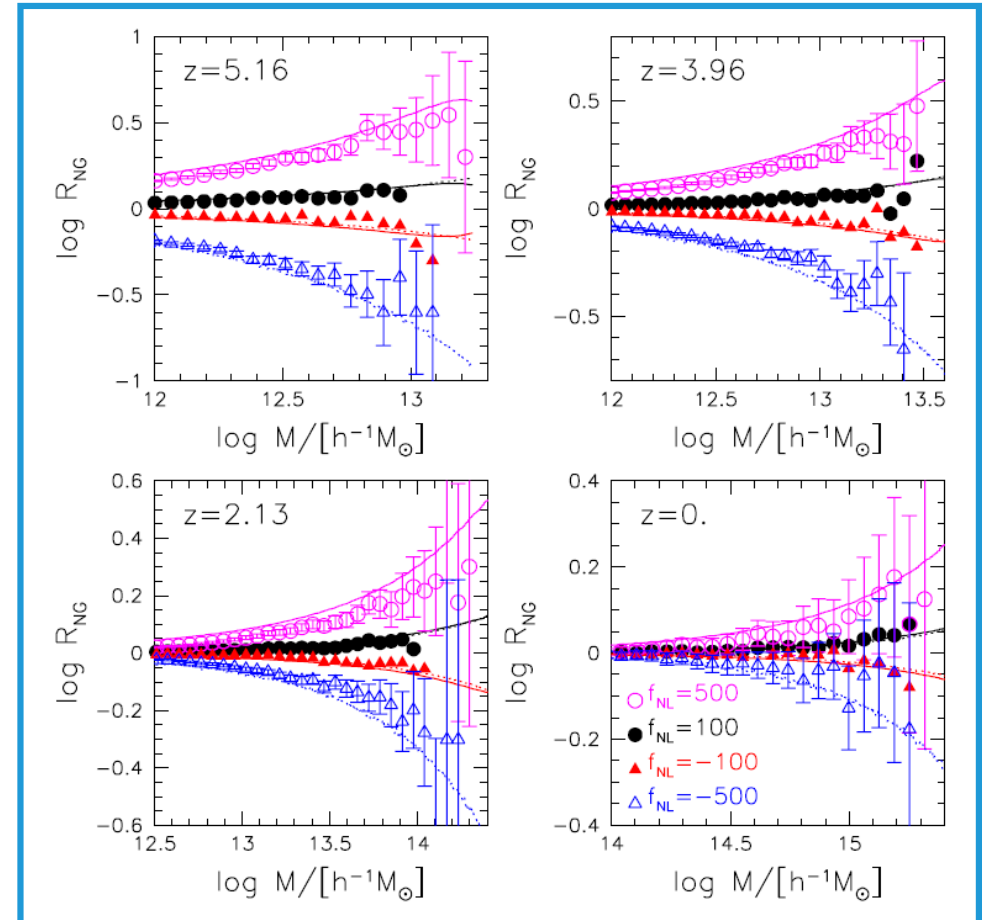 z=5.16
log R_NG
1
0.5
0
-0.5
-1
12
12.5
13
log M/[h⁻¹M_⊙]
z=3.96
log R_NG
0.5
0
-0.5
12
12.5
13
13.5
log M/[h⁻¹M_⊙]
z=2.13
log R_NG
0.6
0.4
0.2
0
-0.2
-0.4
-0.6
12.5
13
13.5
14
log M/[h⁻¹M_⊙]
z=0.
log R_NG
0.4
0.2
0
-0.2
-0.4
f_NL=500
f_NL=100
f_NL=-100
f_NL=-500
14
14.5
15
log M/[h⁻¹M_⊙]